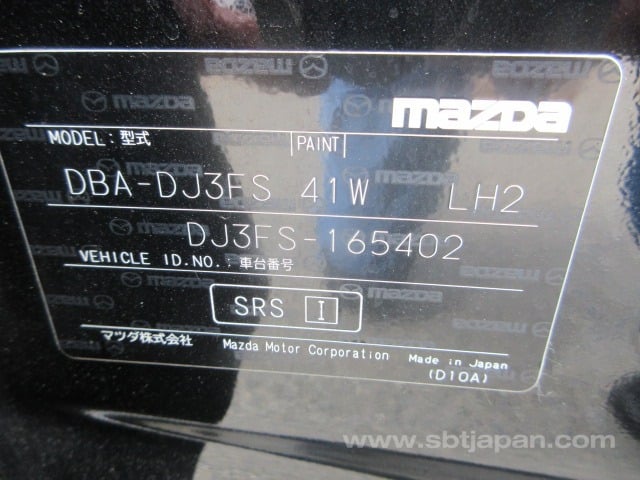 mazda
MODEL: 型式 PAINT
DBA-DJ3FS 41W LH2
DJ3FS-165402
VEHICLE ID.NO.: 車台番号
SRS I
マツダ株式会社 Mazda Motor Corporation Made in Japan
(D10A)
www.sbtjapan.com